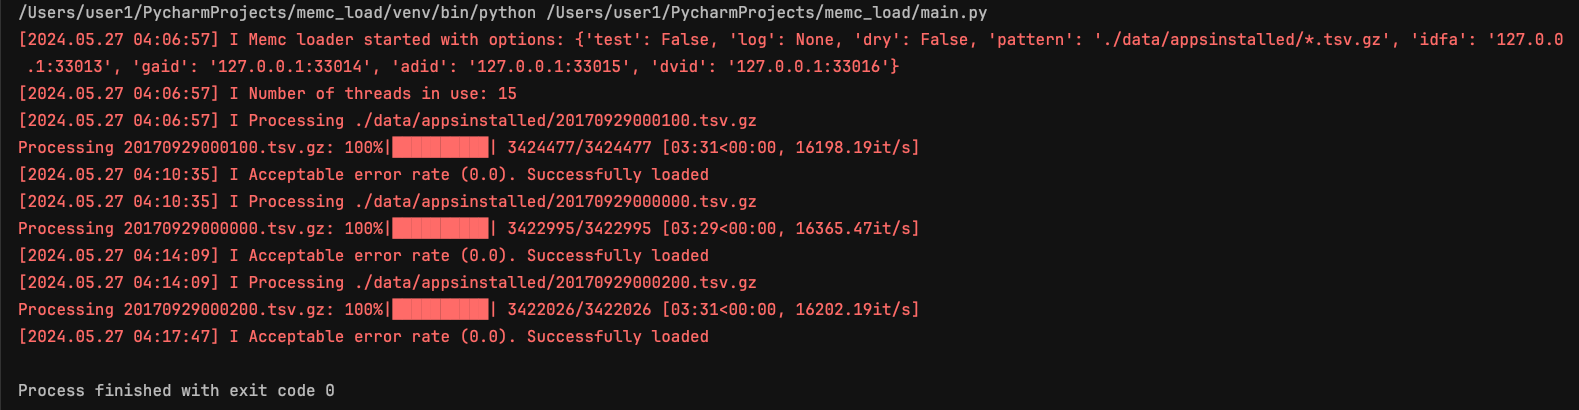 /Users/user1/PycharmProjects/memc_load/venv/bin/python /Users/user1/PycharmProjects/memc_load/main.py
[2024.05.27 04:06:57] I Memc loader started with options: {'test': False, 'log': None, 'dry': False, 'pattern': './data/appsinstalled/*.tsv.gz', 'idfa': '127.0.0
.1:33013', 'gaid': '127.0.0.1:33014', 'adid': '127.0.0.1:33015', 'dvid': '127.0.0.1:33016'}
[2024.05.27 04:06:57] I Number of threads in use: 15
[2024.05.27 04:06:57] I Processing ./data/appsinstalled/20170929000100.tsv.gz
Processing 20170929000100.tsv.gz: 100%|██████████| 3424477/3424477 [03:31<00:00, 16198.19it/s]
[2024.05.27 04:10:35] I Acceptable error rate (0.0). Successfully loaded
[2024.05.27 04:10:35] I Processing ./data/appsinstalled/20170929000000.tsv.gz
Processing 20170929000000.tsv.gz: 100%|██████████| 3422995/3422995 [03:29<00:00, 16365.47it/s]
[2024.05.27 04:14:09] I Acceptable error rate (0.0). Successfully loaded
[2024.05.27 04:14:09] I Processing ./data/appsinstalled/20170929000200.tsv.gz
Processing 20170929000200.tsv.gz: 100%|██████████| 3422026/3422026 [03:31<00:00, 16202.19it/s]
[2024.05.27 04:17:47] I Acceptable error rate (0.0). Successfully loaded
Process finished with exit code 0